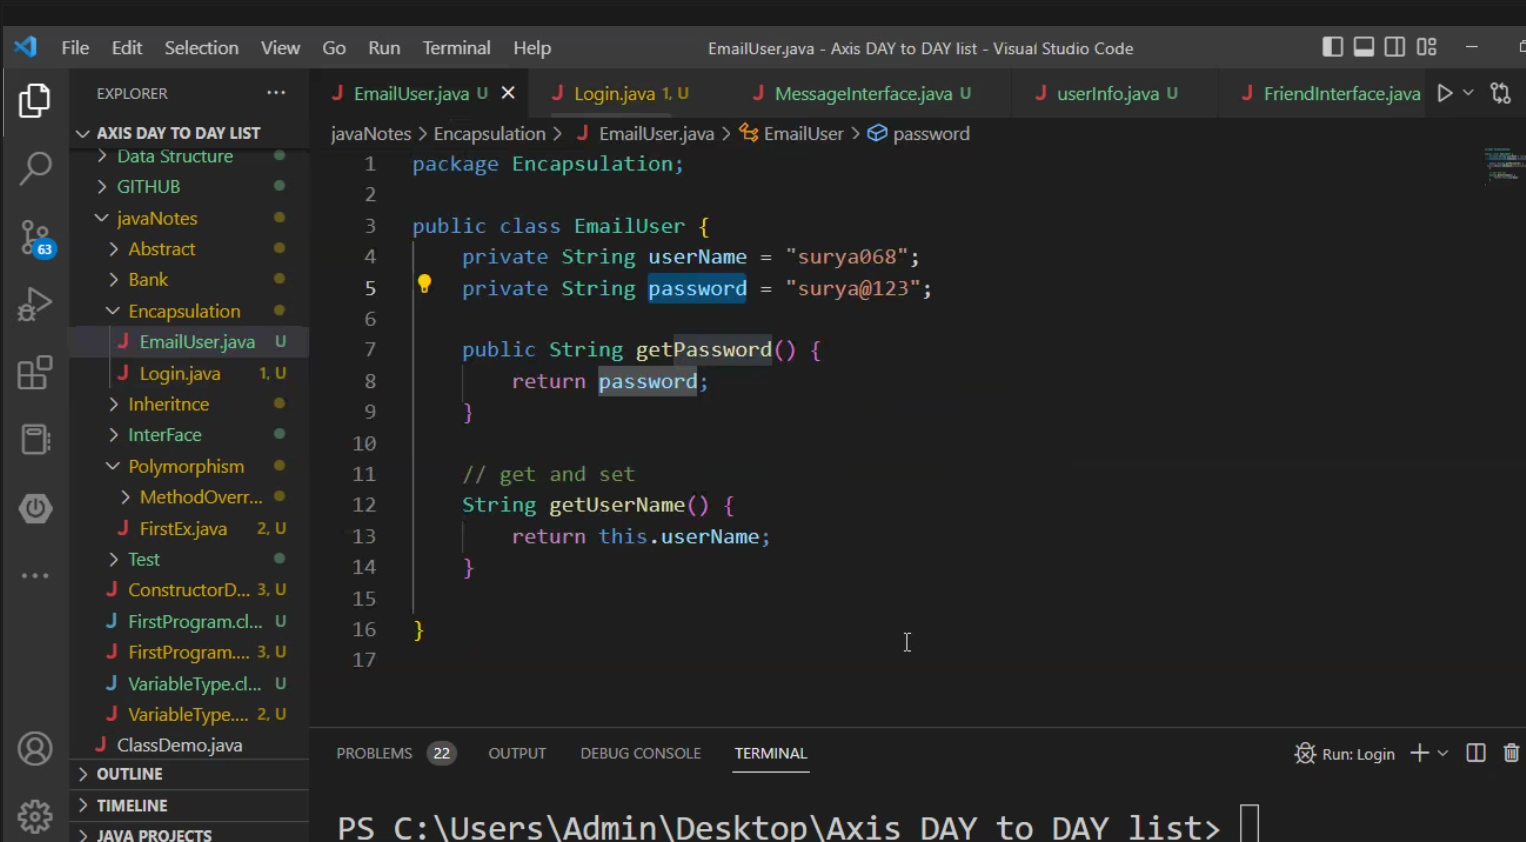 File Edit Selection View Go Run Terminal Help
EmailUser.java - Axis DAY to DAY list - Visual Studio Code
EXPLORER ...
AXIS DAY TO DAY LIST
Data Structure
GITHUB
javaNotes
Abstract
Bank
Encapsulation
EmailUser.java U
Login.java 1, U
Inheritnce
InterFace
Polymorphism
MethodOverr...
FirstEx.java 2, U
Test
ConstructorD... 3, U
FirstProgram.cl... U
FirstProgram.... 3, U
VariableType.cl... U
VariableType.... 2, U
ClassDemo.java
OUTLINE
TIMELINE
JAVA PROJECTS
63
EmailUser.java U Login.java 1, U MessageInterface.java U userInfo.java U FriendInterface.java
javaNotes > Encapsulation > EmailUser.java > EmailUser > password
1 package Encapsulation;
2
3 public class EmailUser {
4 private String userName = "surya068";
5 private String password = "surya@123";
6
7 public String getPassword() {
8 return password;
9 }
10
11 // get and set
12 String getUserName() {
13 return this.userName;
14 }
15
16 }
17
PROBLEMS 22 OUTPUT DEBUG CONSOLE TERMINAL
Run: Login
PS C:\Users\Admin\Desktop\Axis DAY to DAY list>